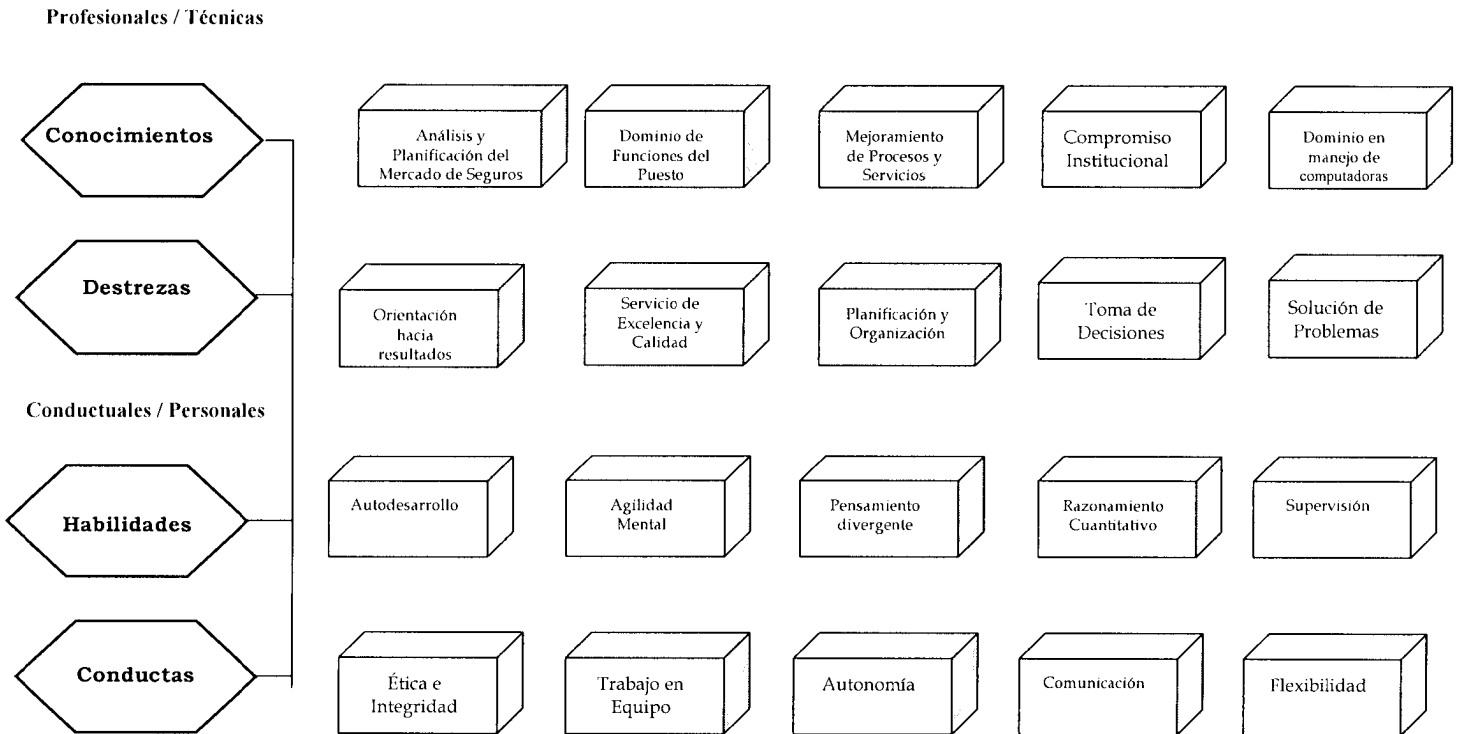 Profesionales / Técnicas
Conocimientos
Análisis y
Planificación del
Mercado de Seguros
Dominio de
Funciones del
Puesto
Mejoramiento
de Procesos y
Servicios
Compromiso
Institucional
Dominio en
manejo de
computadoras
Destrezas
Orientación
hacia
resultados
Servicio de
Excelencia y
Calidad
Planificación y
Organización
Toma de
Decisiones
Solución de
Problemas
Conductuales / Personales
Habilidades
Autodesarrollo
Agilidad
Mental
Pensamiento
divergente
Razonamiento
Cuantitativo
Supervisión
Conductas
Ética e
Integridad
Trabajo en
Equipo
Autonomía
Comunicación
Flexibilidad